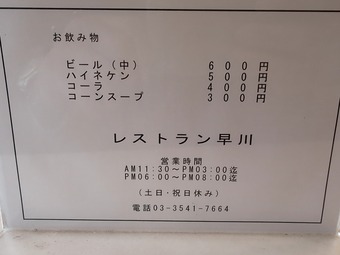 お飲み物
ビール(中) 600円
ハイネケン 500円
コーラ 400円
コーンスープ 300円
レストラン早川
営業時間
AM11:30～PM03:00迄
PM06:00～PM08:00迄
(土日・祝日休み)
電話03-3541-7664